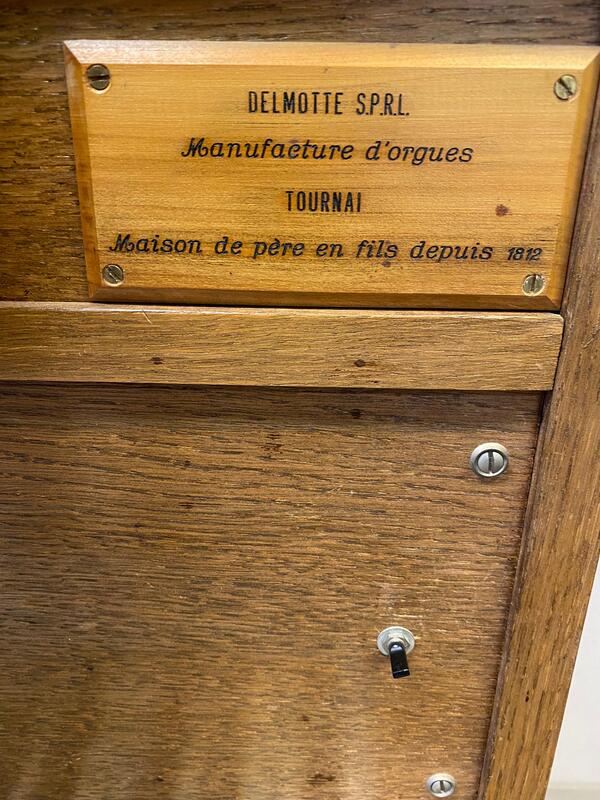 DELMOTTE S.P.R.L.
Manufacture d'orgues
TOURNAI
Maison de père en fils depuis 1812